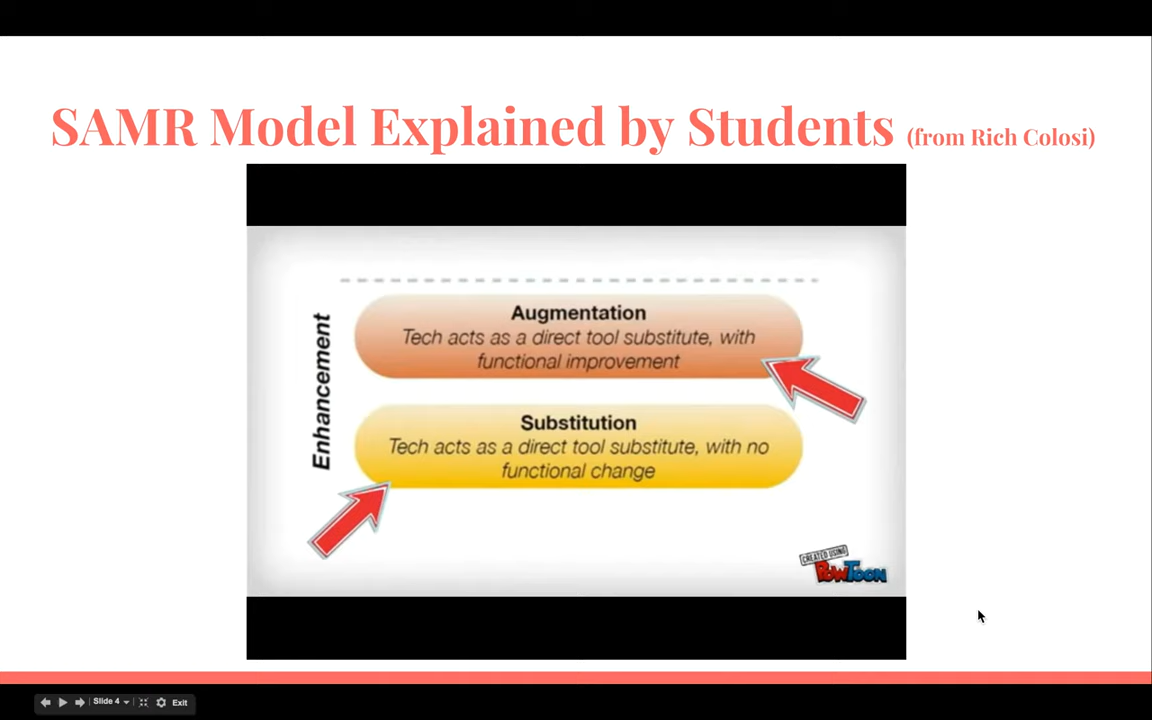 SAMR Model Explained by Students (from Rich Colosi)
Enhancement
Augmentation
Tech acts as a direct tool substitute, with
functional improvement
Substitution
Tech acts as a direct tool substitute, with no
functional change
CREATED USING
POWTOON
Slide 4
Exit